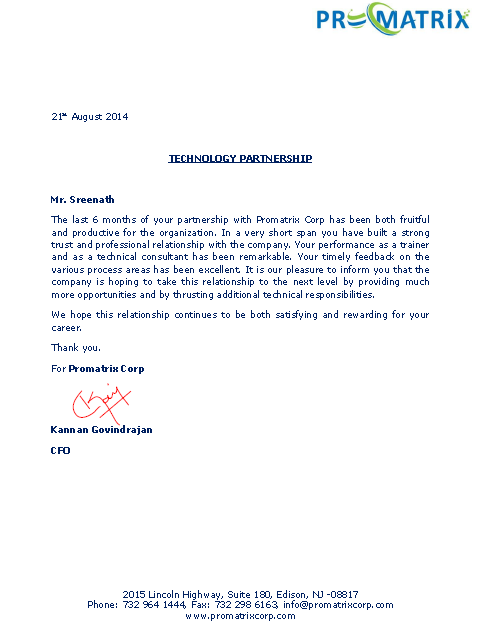 PROMATRIX
21st August 2014
TECHNOLOGY PARTNERSHIP
Mr. Sreenath
The last 6 months of your partnership with Promatrix Corp has been both fruitful
and productive for the organization. In a very short span you have built a strong
trust and professional relationship with the company. Your performance as a trainer
and as a technical consultant has been remarkable. Your timely feedback on the
various process areas has been excellent. It is our pleasure to inform you that the
company is hoping to take this relationship to the next level by providing much
more opportunities and by thrusting additional technical responsibilities.
We hope this relationship continues to be both satisfying and rewarding for your
career.
Thank you.
For Promatrix Corp
Kannan Govindrajan
CFO
2015 Lincoln Highway, Suite 180, Edison, NJ -08817
Phone: 732 964 1444, Fax: 732 298 6163, info@promatrixcorp.com
www.promatrixcorp.com